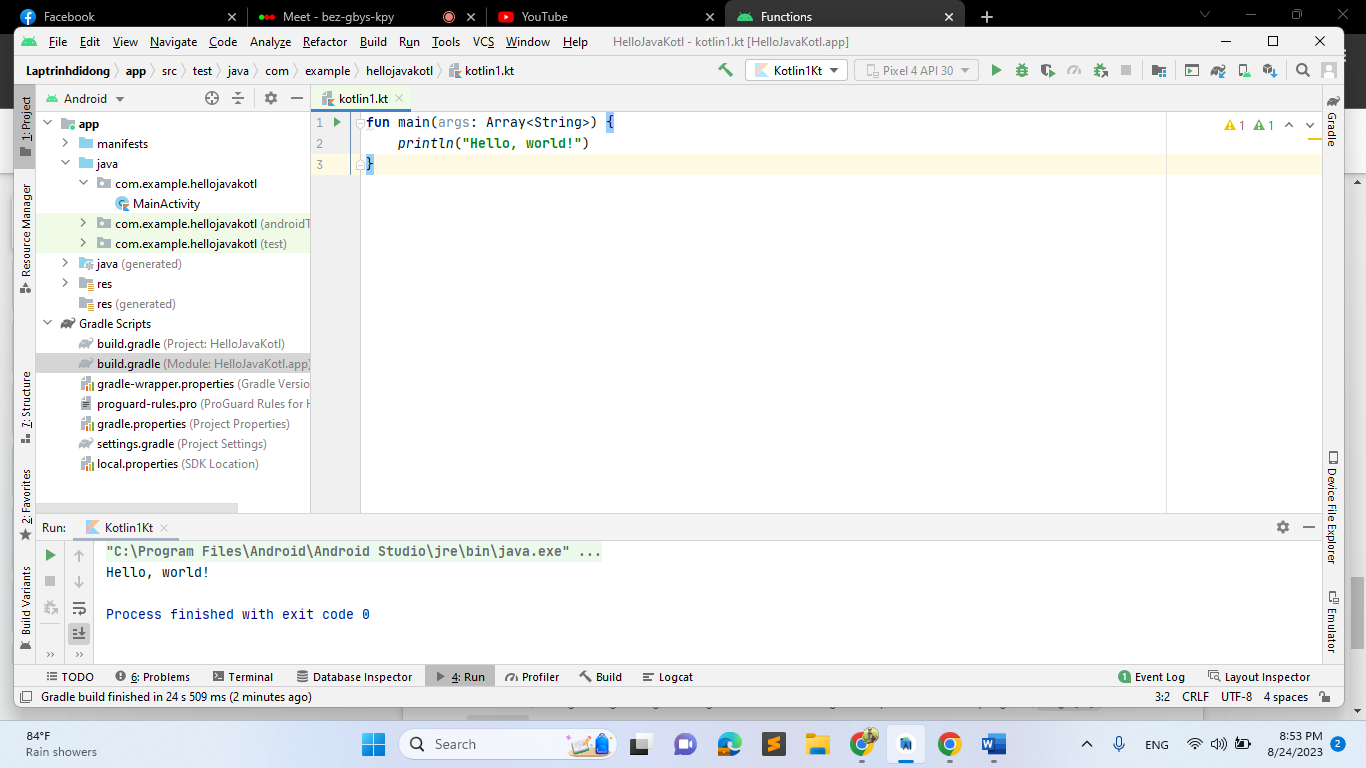 Facebook
Meet - bez-gbys-kpy
YouTube
Functions
File Edit View Navigate Code Analyze Refactor Build Run Tools VCS Window Help HelloJavaKotl - kotlin1.kt [HelloJavaKotl.app]
Laptrinhdidong app src test java com example hellojavakotl kotlin1.kt Kotlin1Kt Pixel 4 API 30
1: Project
Resource Manager
7: Structure
2: Favorites
Build Variants
Android
app
manifests
java
com.example.hellojavakotl
MainActivity
com.example.hellojavakotl (androidT
com.example.hellojavakotl (test)
java (generated)
res
res (generated)
Gradle Scripts
build.gradle (Project: HelloJavaKotl)
build.gradle (Module: HelloJavaKotl.app)
gradle-wrapper.properties (Gradle Versio
proguard-rules.pro (ProGuard Rules for
gradle.properties (Project Properties)
settings.gradle (Project Settings)
local.properties (SDK Location)
kotlin1.kt
1 fun main(args: Array<String>) {
2 println("Hello, world!")
3 }
1 1
Gradle
Device File Explorer
Emulator
Run: Kotlin1Kt
"C:\Program Files\Android\Android Studio\jre\bin\java.exe" ...
Hello, world!
Process finished with exit code 0
TODO 6: Problems Terminal Database Inspector 4: Run Profiler Build Logcat 1 Event Log Layout Inspector
Gradle build finished in 24 s 509 ms (2 minutes ago) 3:2 CRLF UTF-8 4 spaces
84°F
Rain showers
Search
ENG
8:53 PM
8/24/2023
2